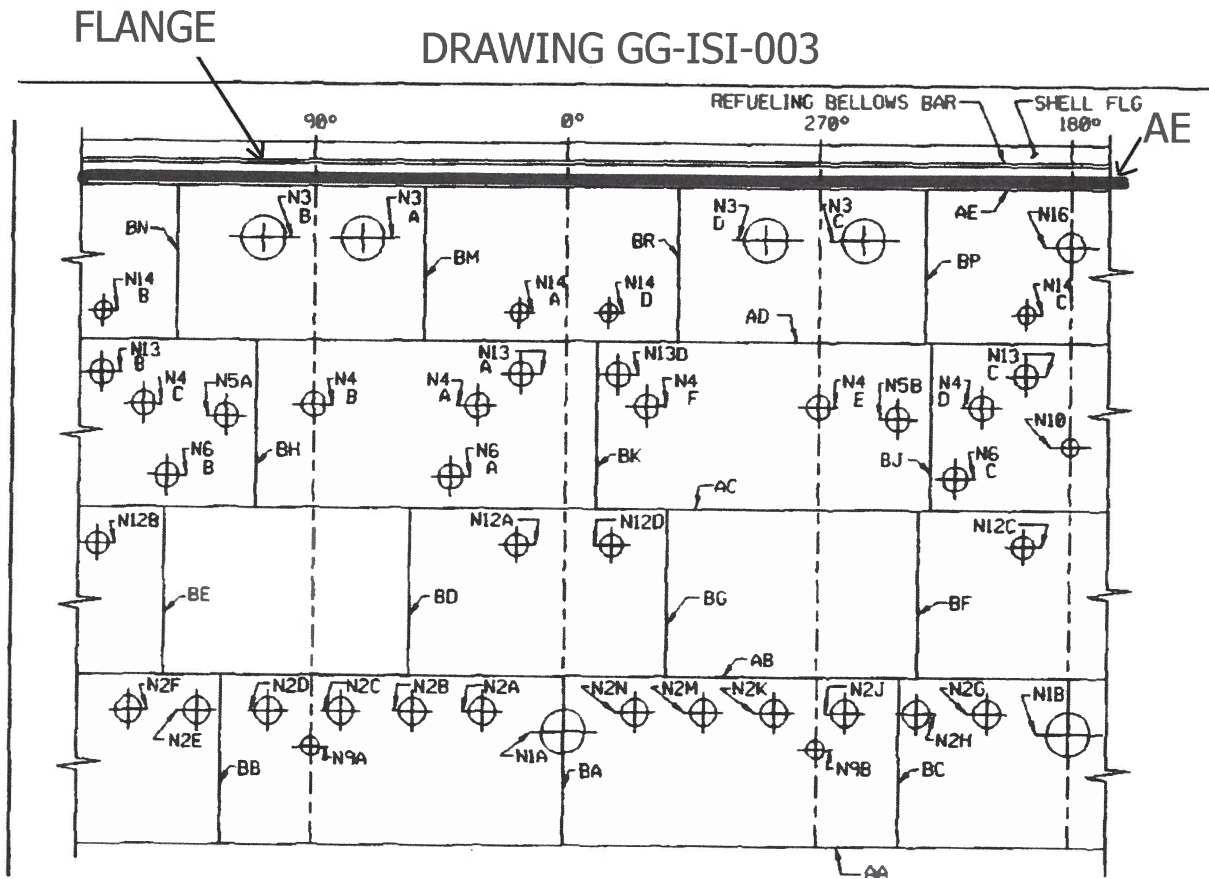 FLANGE
DRAWING GG-ISI-003
REFUELING BELLOWS BAR
SHELL FLG
90°
0°
270°
180°
AE
N3
B
N3
A
N3
D
N3
C
AE
N16
BN
BM
BR
BP
N14
B
N14
A
N14
D
N14
C
AD
N13
B
N13
A
N13D
N13
C
N4
C
N5A
N4
B
N4
A
N4
F
N4
E
N5B
N4
D
N10
N6
B
BH
N6
A
BK
BJ
N6
C
AC
N12B
N12A
N12D
N12C
BE
BD
BG
BF
AB
N2F
N2D
N2C
N2B
N2A
N2N
N2M
N2K
N2J
N2G
N1B
N2E
N2H
N9A
N1A
N9B
BB
BA
BC
AA